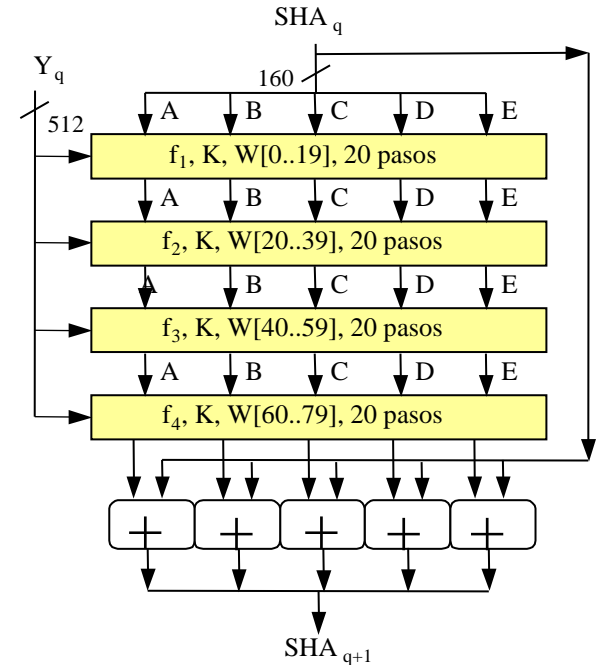 SHA q
Y q
160
512
A B C D E
f1, K, W[0..19], 20 pasos
A B C D E
f2, K, W[20..39], 20 pasos
A B C D E
f3, K, W[40..59], 20 pasos
A B C D E
f4, K, W[60..79], 20 pasos
+ + + + +
SHA q+1